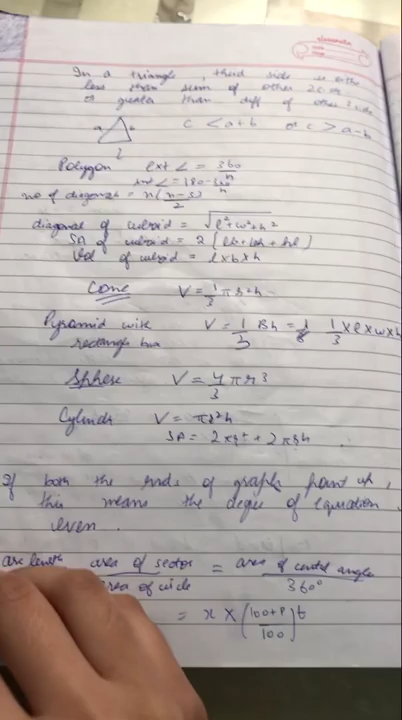 classmate
In a triangle, third side is either
less than sum of other 2 sides
or greater than diff of other 2 sides
c < a+b or c > a-b
Polygon ext ∠ = 360/n
int ∠ = 180 - 360/n
no of diagonals = n(n-3)/2
diagonal of cuboid = √l²+w²+h²
SA of cuboid = 2 [lb+bh+hl]
Vol of cuboid = l×b×h
Cone V = 1/3 πr²h
Pyramid with V = 1/3 Bh = 1/3 × l × w × h
rectangle base
Sphere V = 4/3 πr³
Cylinder V = πr²h
SA = 2πr² + 2πrh
If both the ends of graph point up,
this means the degree of equation
even.
arc length area of sector = area of central angle
area of circle 360°
= x × (100+P/100)t